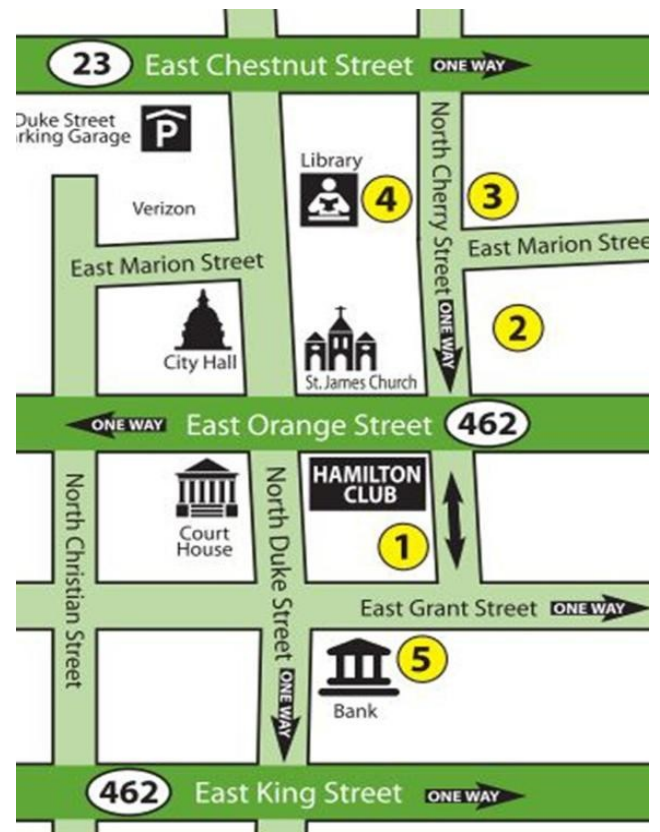 23 East Chestnut Street ONE WAY
Duke Street
rking Garage
P
Library
4
3
North Cherry Street ONE WAY
Verizon
East Marion Street
East Marion Stree
2
City Hall
St. James Church
ONE WAY East Orange Street 462
HAMILTON
CLUB
Court
House
1
North Christian Street
North Duke Street ONE WAY
East Grant Street ONE WAY
5
Bank
462 East King Street ONE WAY